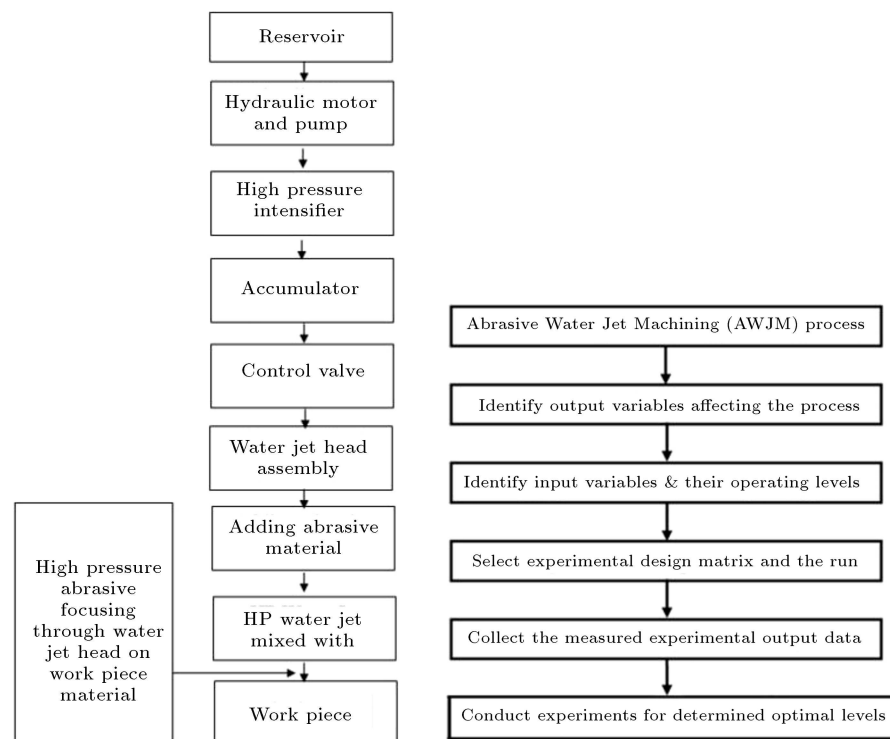 Reservoir
Hydraulic motor
and pump
High pressure
intensifier
Accumulator
Control valve
Water jet head
assembly
Adding abrasive
material
HP water jet
mixed with
Work piece
High pressure
abrasive
focusing
through water
jet head on
work piece
material
Abrasive Water Jet Machining (AWJM) process
Identify output variables affecting the process
Identify input variables & their operating levels
Select experimental design matrix and the run
Collect the measured experimental output data
Conduct experiments for determined optimal levels